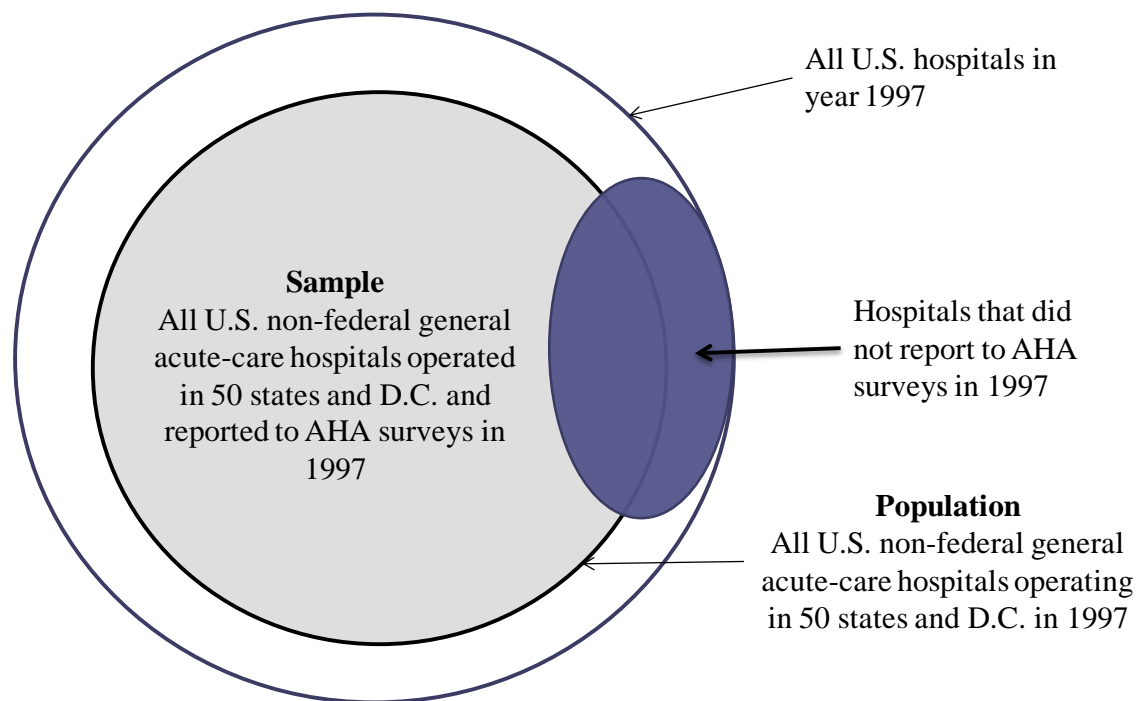 All U.S. hospitals in
year 1997
Sample
All U.S. non-federal general
acute-care hospitals operated
in 50 states and D.C. and
reported to AHA surveys in
1997
Hospitals that did
not report to AHA
surveys in 1997
Population
All U.S. non-federal general
acute-care hospitals operating
in 50 states and D.C. in 1997